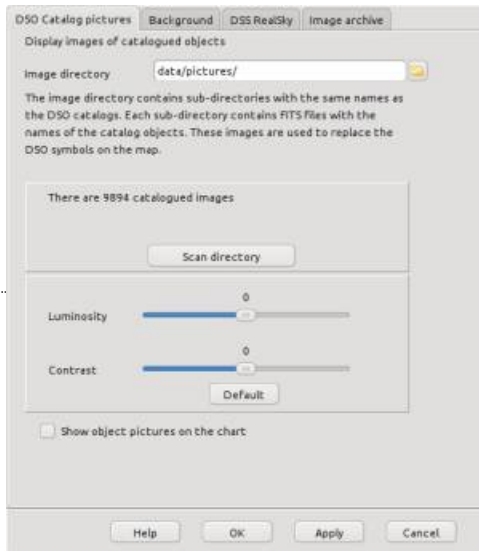 DSO Catalog pictures Background DSS RealSky Image archive
Display images of catalogued objects
Image directory data/pictures/
The image directory contains sub-directories with the same names as
the DSO catalogs. Each sub-directory contains FITS files with the
names of the catalog objects. These images are used to replace the
DSO symbols on the map.
There are 9894 catalogued images
Scan directory
0
Luminosity
0
Contrast
Default
Show object pictures on the chart
Help OK Apply Cancel